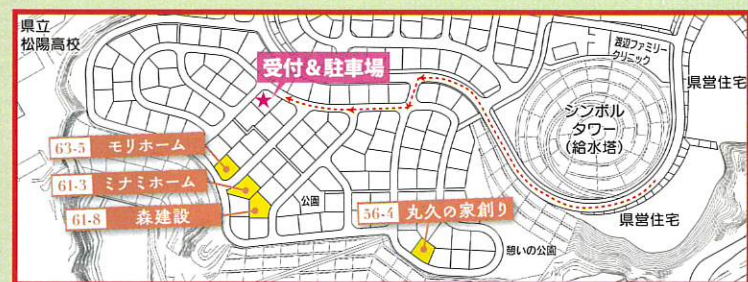 県立
松陽高校
受付&駐車場
渡辺ファミリー
クリニック
県営住宅
シンボル
タワー
(給水塔)
63-5 モリホーム
61-3 ミナミホーム
61-8 森建設
公園
56-4 丸久の家創り
憩いの公園
県営住宅